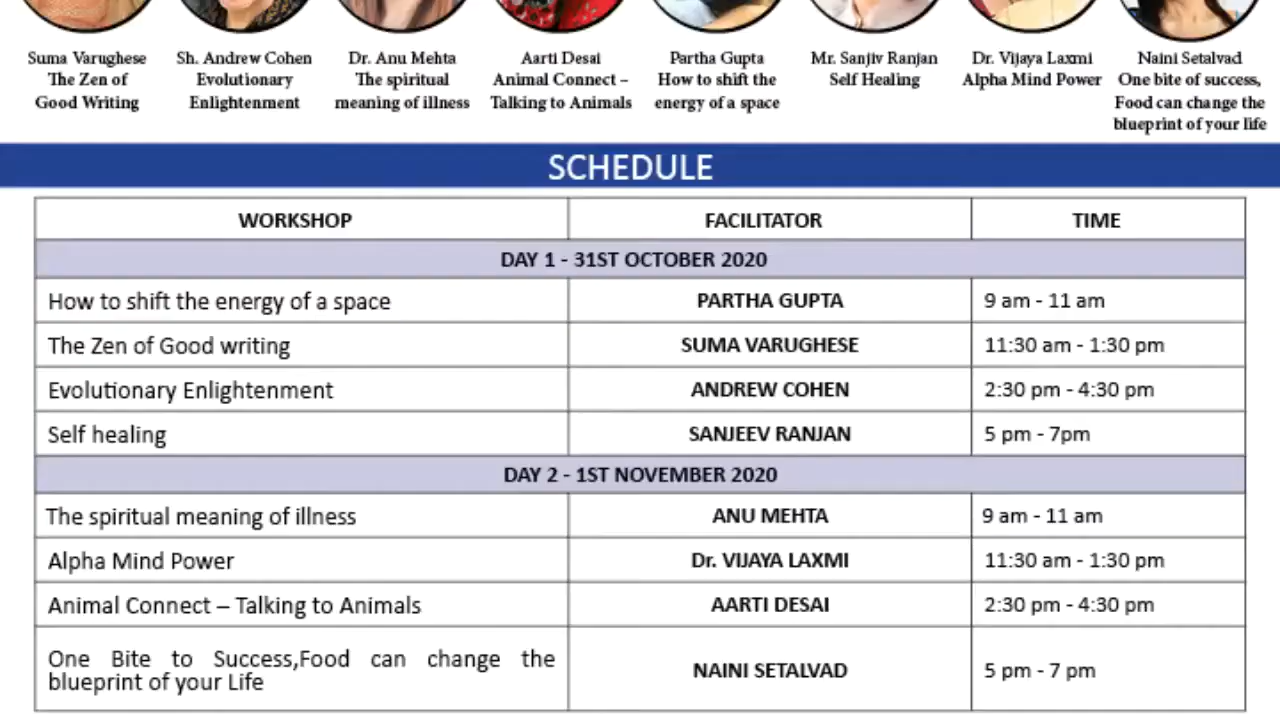 Suma Varughese
The Zen of
Good Writing
Sh. Andrew Cohen
Evolutionary
Enlightenment
Dr. Anu Mehta
The spiritual
meaning of illness
Aarti Desai
Animal Connect –
Talking to Animals
Partha Gupta
How to shift the
energy of a space
Mr. Sanjiv Ranjan
Self Healing
Dr. Vijaya Laxmi
Alpha Mind Power
Naini Setalvad
One bite of success,
Food can change the
blueprint of your life
SCHEDULE
WORKSHOP FACILITATOR TIME
DAY 1 - 31ST OCTOBER 2020
How to shift the energy of a space PARTHA GUPTA 9 am - 11 am
The Zen of Good writing SUMA VARUGHESE 11:30 am - 1:30 pm
Evolutionary Enlightenment ANDREW COHEN 2:30 pm - 4:30 pm
Self healing SANJEEV RANJAN 5 pm - 7pm
DAY 2 - 1ST NOVEMBER 2020
The spiritual meaning of illness ANU MEHTA 9 am - 11 am
Alpha Mind Power Dr. VIJAYA LAXMI 11:30 am - 1:30 pm
Animal Connect – Talking to Animals AARTI DESAI 2:30 pm - 4:30 pm
One Bite to Success,Food can change the
blueprint of your Life
NAINI SETALVAD 5 pm - 7 pm